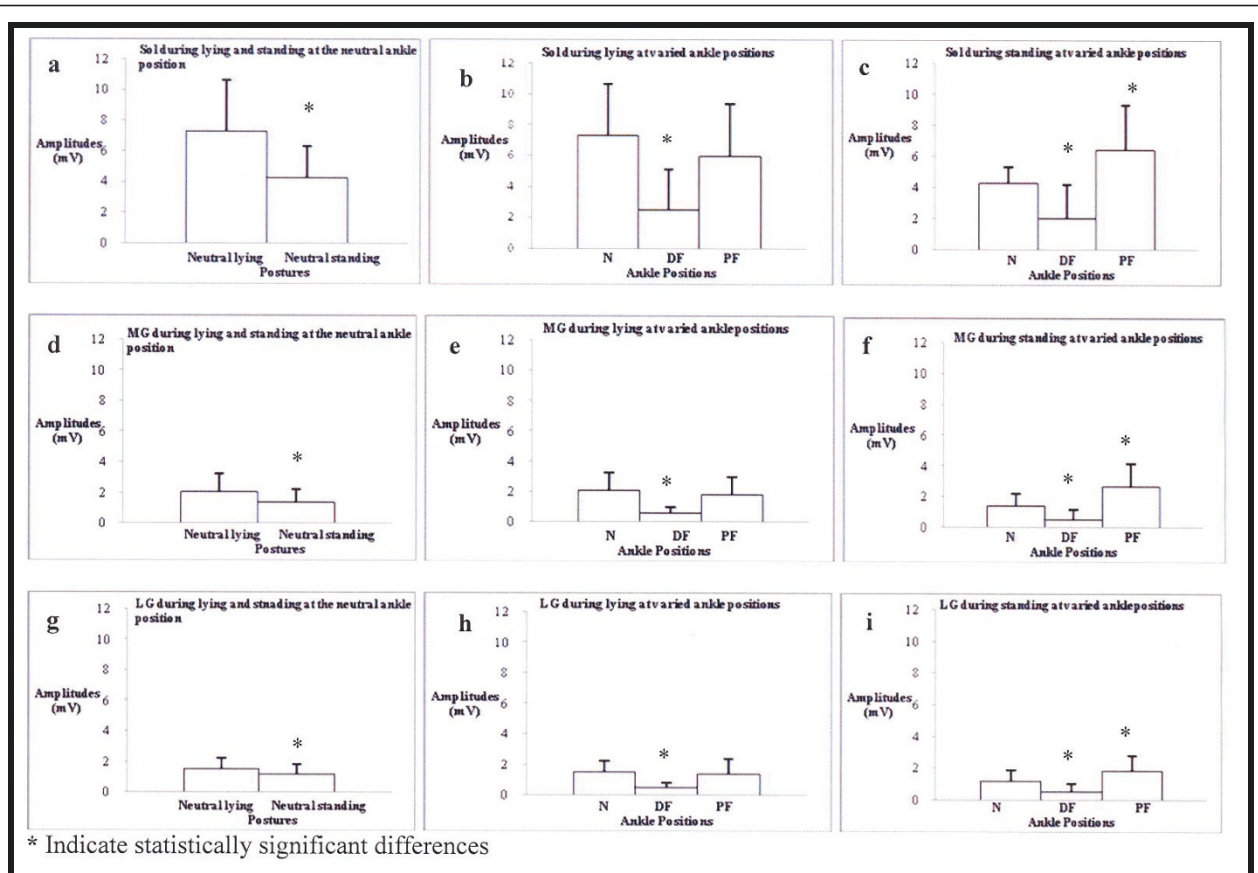 a
Sol during lying and standing at the neutral ankle
position
12
10
8
Amplitudes
(mV)
6
4
2
0
Neutral lying Neutral standing
Postures
b
Sol during lying at varied ankle positions
12
10
8
Amplitudes
(mV)
6
4
2
0
*
N DF PF
Ankle Positions
c
Sol during standing at varied ankle positions
12
10
8
Amplitudes
(mV)
6
4
2
0
*
*
N DF PF
Ankle Positions
d
MG during lying and standing at the neutral ankle
position
12
10
8
Amplitudes
(mV)
6
4
2
0
*
Neutral lying Neutral standing
Postures
e
MG during lying at varied ankle positions
12
10
8
Amplitudes
(mV)
6
4
2
0
*
N DF PF
Ankle Positions
f
MG during standing at varied ankle positions
12
10
8
Amplitudes
(mV)
6
4
2
0
*
*
N DF PF
Ankle Positions
g
LG during lying and stnading at the neutral ankle
position
12
10
8
Amplitudes
(mV)
6
4
2
0
*
Neutral lying Neutral standing
Postures
h
LG during lying at varied ankle positions
12
10
8
Amplitudes
(mV)
6
4
2
0
*
N DF PF
Ankle Positions
i
LG during standing at varied ankle positions
12
10
8
Amplitudes
(mV)
6
4
2
0
*
*
N DF PF
Ankle Positions
* Indicate statistically significant differences